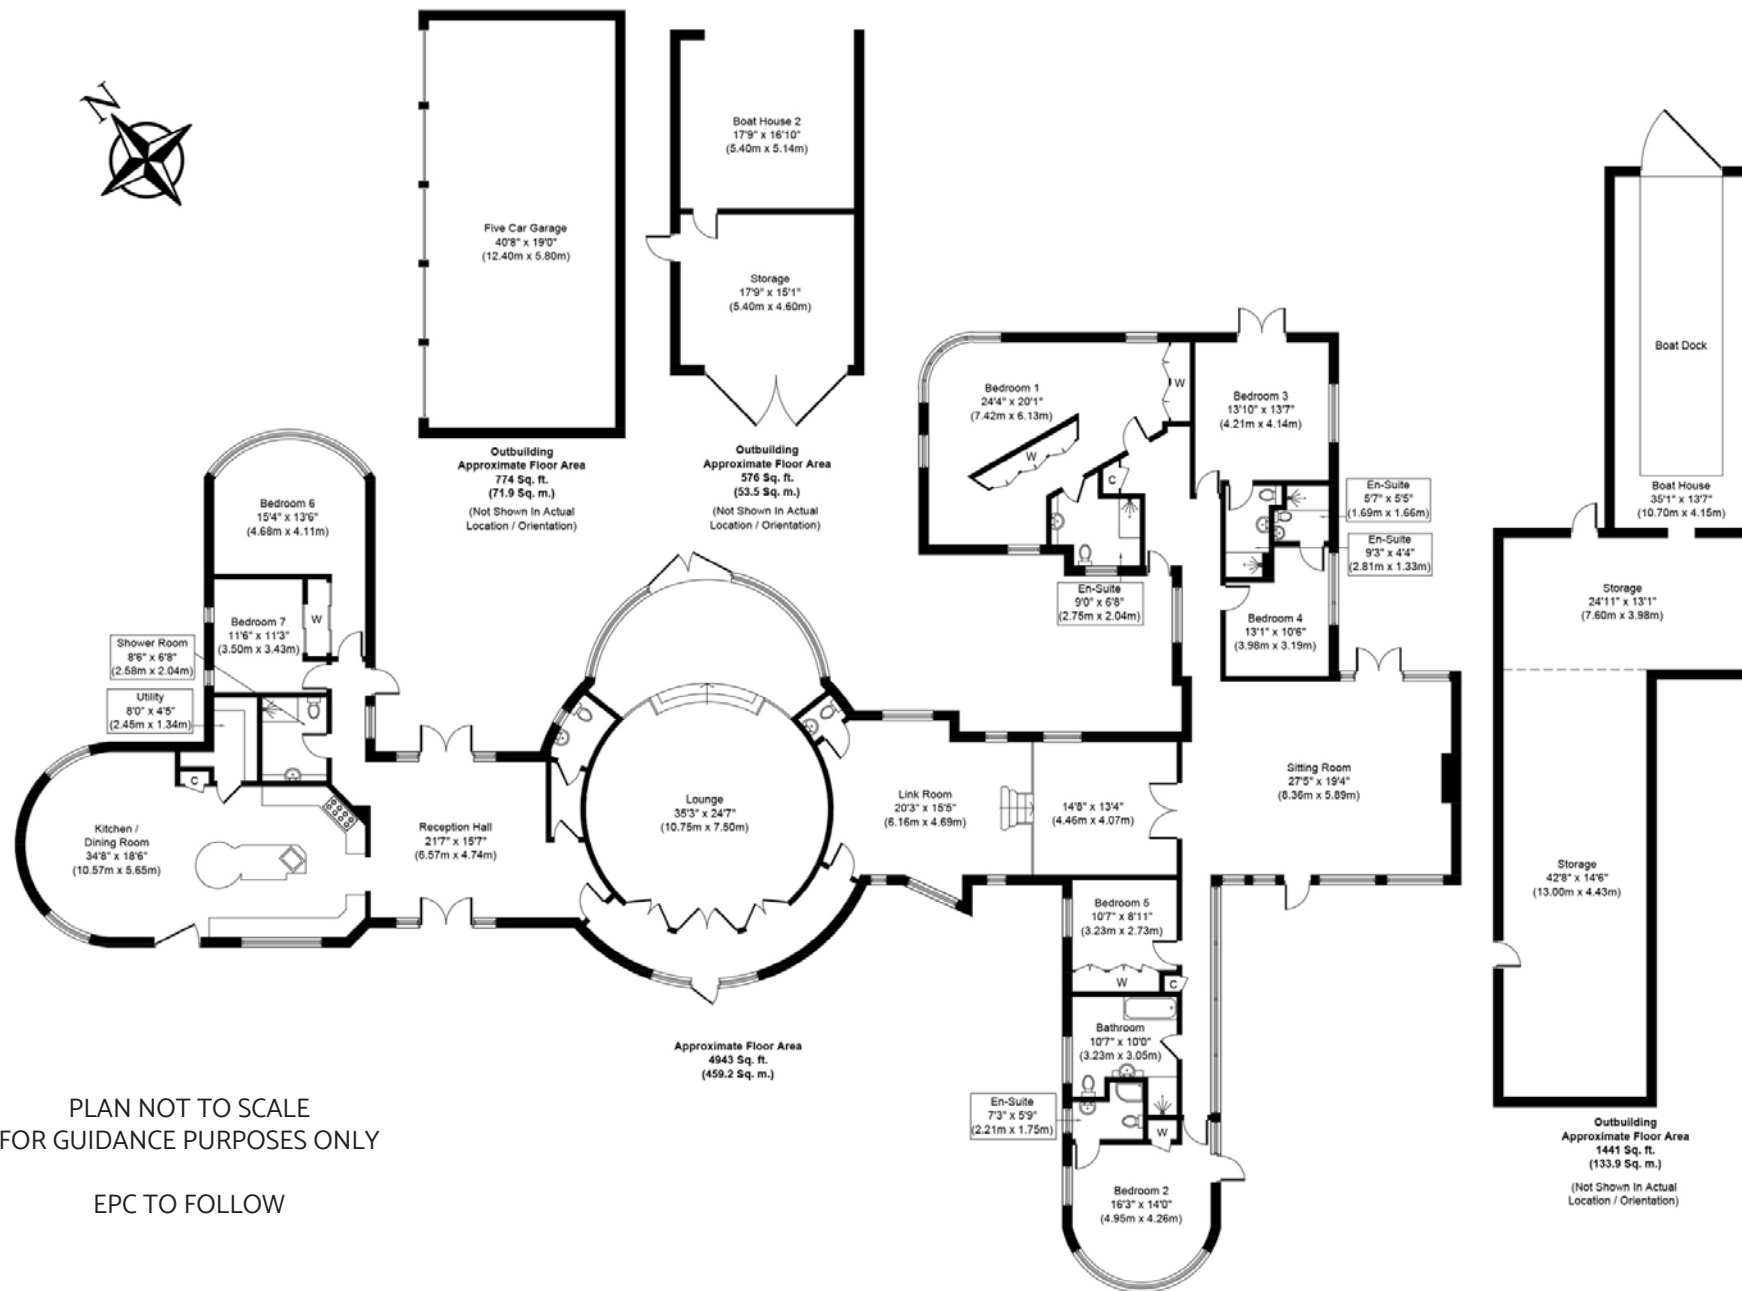 N
Five Car Garage
40'8" x 19'0"
(12.40m x 5.80m)
Outbuilding
Approximate Floor Area
774 Sq. ft.
(71.9 Sq. m.)
(Not Shown In Actual
Location / Orientation)
Boat House 2
17'9" x 16'10"
(5.40m x 5.14m)
Storage
17'9" x 15'1"
(5.40m x 4.60m)
Outbuilding
Approximate Floor Area
576 Sq. ft.
(53.5 Sq. m.)
(Not Shown In Actual
Location / Orientation)
Bedroom 1
24'4" x 20'1"
(7.42m x 6.13m)
W
W
C
Bedroom 3
13'10" x 13'7"
(4.21m x 4.14m)
En-Suite
5'7" x 5'5"
(1.69m x 1.66m)
En-Suite
9'3" x 4'4"
(2.81m x 1.33m)
En-Suite
9'0" x 6'8"
(2.75m x 2.04m)
Bedroom 4
13'1" x 10'6"
(3.98m x 3.19m)
Boat Dock
Boat House
35'1" x 13'7"
(10.70m x 4.15m)
Storage
24'11" x 13'1"
(7.60m x 3.98m)
Storage
42'8" x 14'6"
(13.00m x 4.43m)
Outbuilding
Approximate Floor Area
1441 Sq. ft.
(133.9 Sq. m.)
(Not Shown In Actual
Location / Orientation)
Bedroom 6
15'4" x 13'6"
(4.68m x 4.11m)
Bedroom 7
11'6" x 11'3"
(3.50m x 3.43m)
W
Shower Room
8'6" x 6'8"
(2.58m x 2.04m)
Utility
8'0" x 4'5"
(2.45m x 1.34m)
C
Kitchen /
Dining Room
34'8" x 18'6"
(10.57m x 5.65m)
Reception Hall
21'7" x 15'7"
(6.57m x 4.74m)
Lounge
35'3" x 24'7"
(10.75m x 7.50m)
Link Room
20'3" x 15'5"
(6.16m x 4.69m)
14'8" x 13'4"
(4.46m x 4.07m)
Sitting Room
27'5" x 19'4"
(8.36m x 5.89m)
Bedroom 5
10'7" x 8'11"
(3.23m x 2.73m)
W
C
Bathroom
10'7" x 10'0"
(3.23m x 3.05m)
En-Suite
7'3" x 5'9"
(2.21m x 1.75m)
W
Bedroom 2
16'3" x 14'0"
(4.95m x 4.26m)
Approximate Floor Area
4943 Sq. ft.
(459.2 Sq. m.)
PLAN NOT TO SCALE
FOR GUIDANCE PURPOSES ONLY
EPC TO FOLLOW